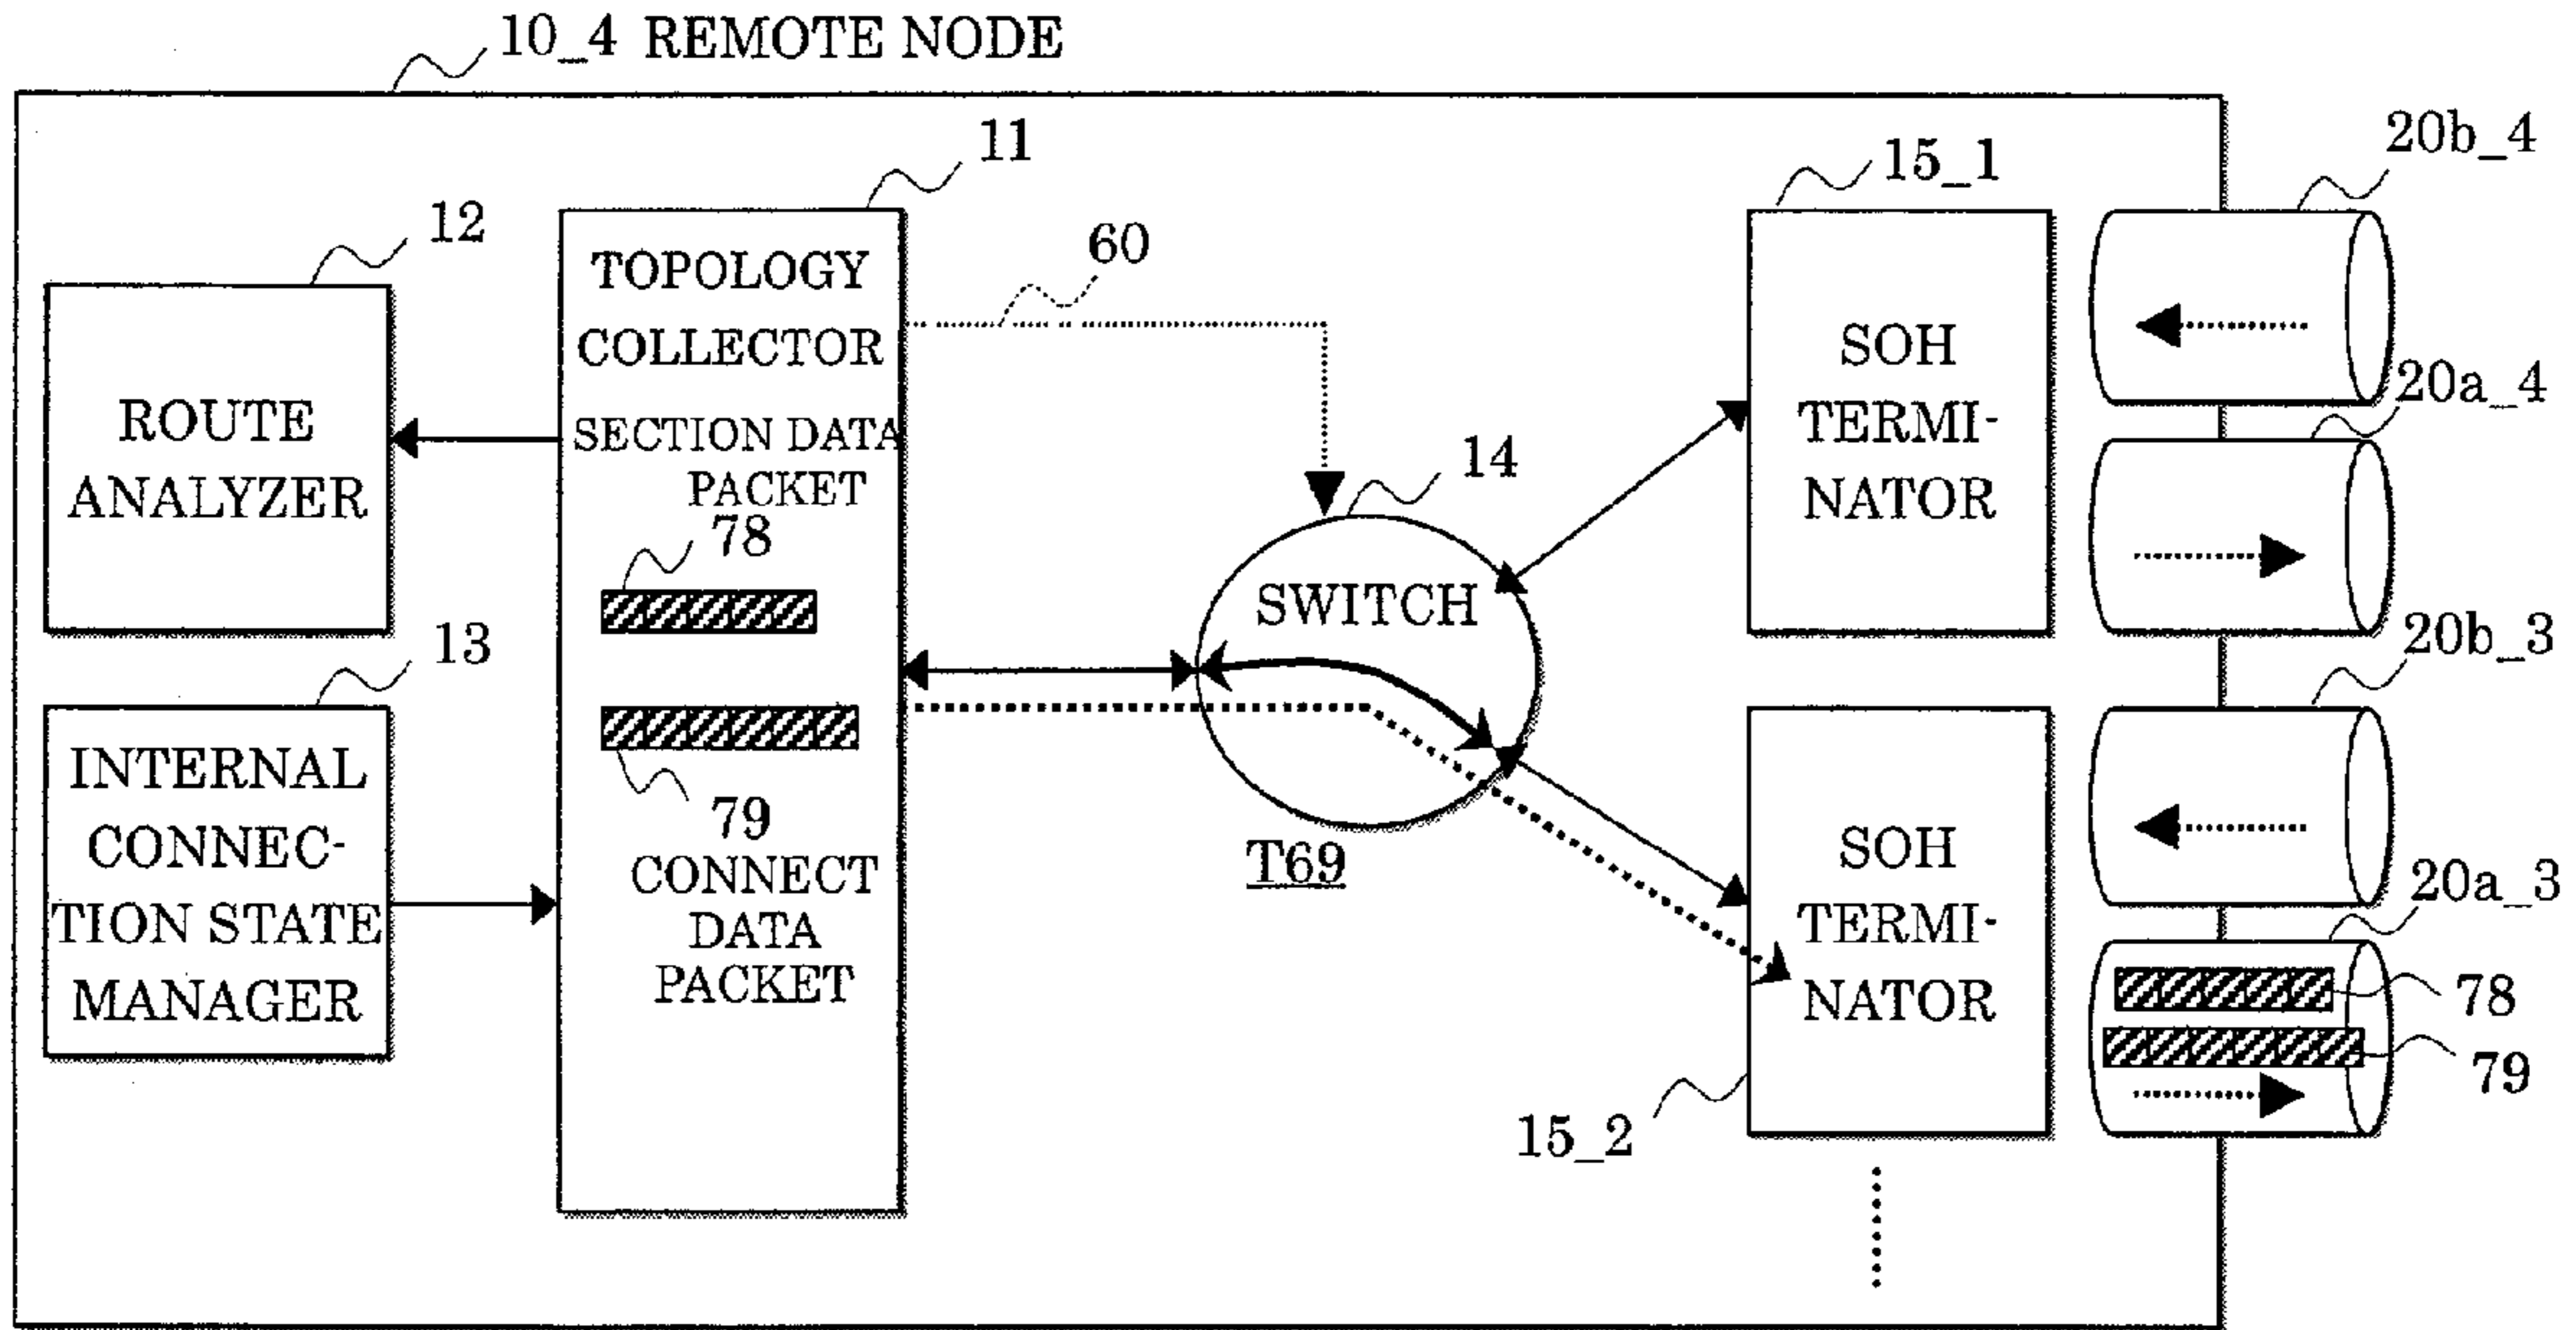 10_4 REMOTE NODE
11
12
ROUTE
ANALYZER
13
INTERNAL
CONNEC-
TION STATE
MANAGER
TOPOLOGY
COLLECTOR
SECTION DATA
PACKET
78
79
CONNECT
DATA
PACKET
60
14
SWITCH
T69
15_1
SOH
TERMI-
NATOR
SOH
TERMI-
NATOR
15_2
20b_4
20a_4
20b_3
20a_3
78
79